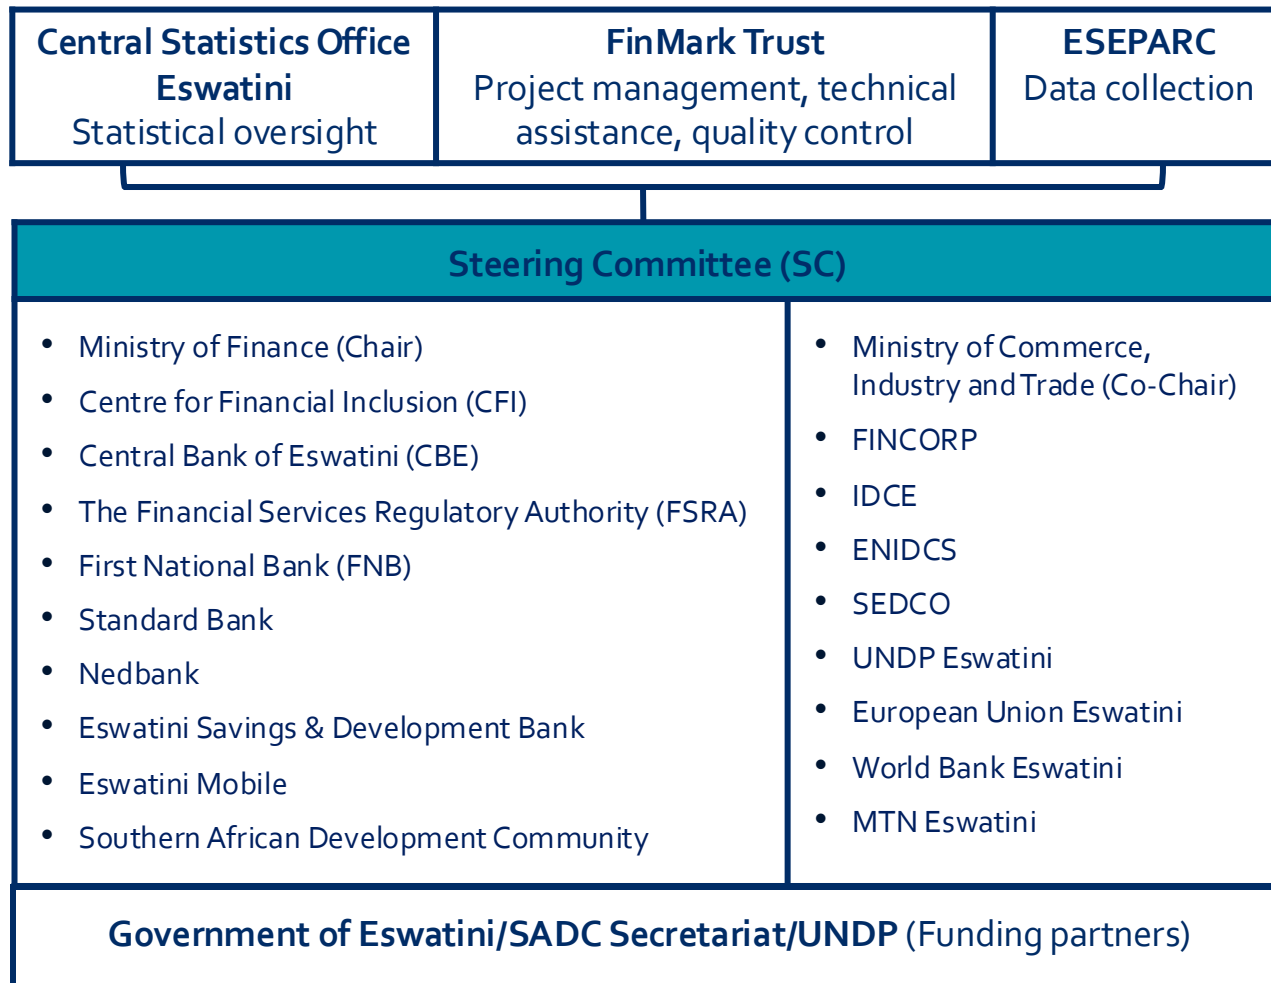 Central Statistics Office
Eswatini
Statistical oversight
FinMark Trust
Project management, technical
assistance, quality control
ESEPARC
Data collection
Steering Committee (SC)
• Ministry of Finance (Chair)
• Centre for Financial Inclusion (CFI)
• Central Bank of Eswatini (CBE)
• The Financial Services Regulatory Authority (FSRA)
• First National Bank (FNB)
• Standard Bank
• Nedbank
• Eswatini Savings & Development Bank
• Eswatini Mobile
• Southern African Development Community
• Ministry of Commerce,
Industry and Trade (Co-Chair)
• FINCORP
• IDCE
• ENIDCS
• SEDCO
• UNDP Eswatini
• European Union Eswatini
• World Bank Eswatini
• MTN Eswatini
Government of Eswatini/SADC Secretariat/UNDP (Funding partners)